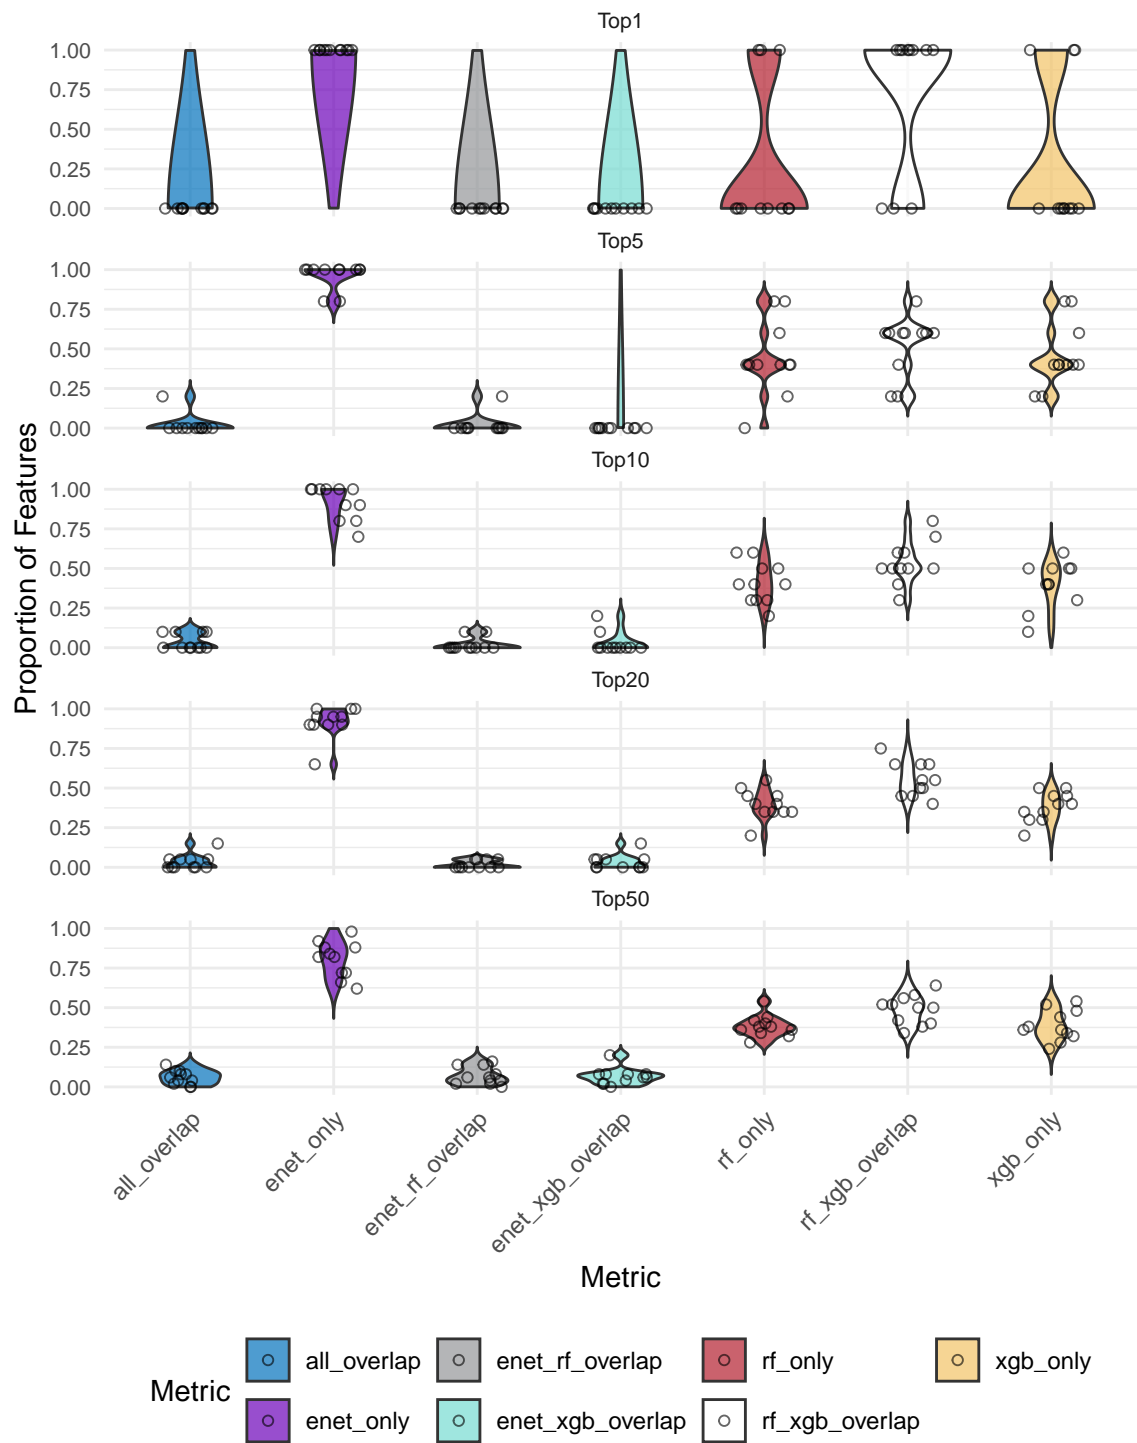 Top1
1.00
0.75
0.50
0.25
0.00
Top5
1.00
0.75
0.50
0.25
0.00
Top10
1.00
0.75
0.50
0.25
0.00
Top20
1.00
0.75
0.50
0.25
0.00
Top50
1.00
0.75
0.50
0.25
0.00
Proportion of Features
all_overlap
enet_only
enet_rf_overlap
enet_xgb_overlap
rf_only
rf_xgb_overlap
xgb_only
Metric
Metric
all_overlap
enet_rf_overlap
rf_only
xgb_only
enet_only
enet_xgb_overlap
rf_xgb_overlap